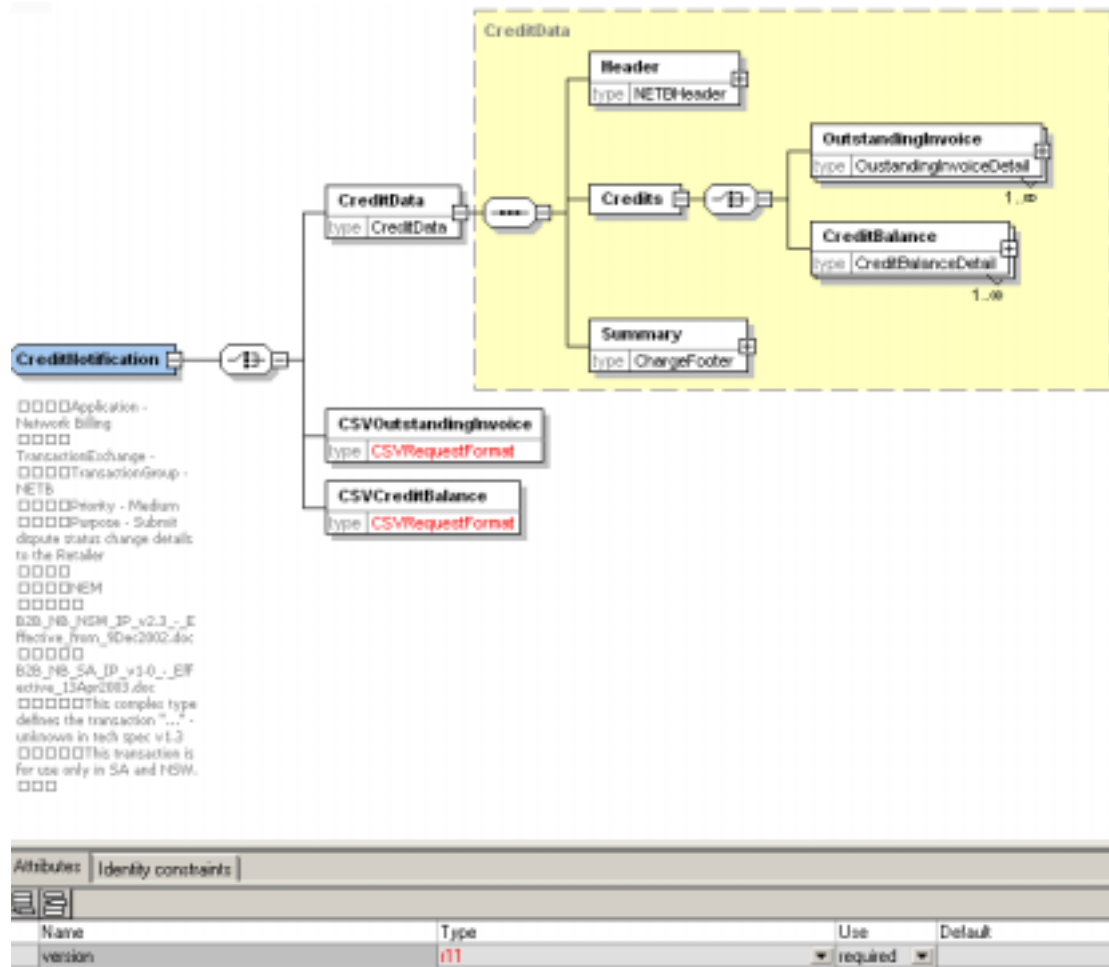 CreditData
Header
type NETBHeader
OutstandingInvoice
type OustandingInvoiceDetail
1..∞
CreditData
type CreditData
Credits
CreditBalance
type CreditBalanceDetail
1..∞
Summary
type ChargeFooter
CreditNotification
Application -
Network Billing
TransactionExchange -
TransactionGroup -
NETB
Priority - Medium
Purpose - Submit
dispute status change details
to the Retailer
NEM
B2B_NB_NSM_IP_v2.3_-_E
ffective_from_9Dec2002.doc
B2B_NB_SA_IP_v1-0_-_Eff
ective_13Apr2003.doc
This complex type
defines the transaction "..." -
unknown in tech spec v1.3
This transaction is
for use only in SA and NSW.
CSVOutstandingInvoice
type CSVRequestFormat
CSVCreditBalance
type CSVRequestFormat
Attributes Identity constraints
Name Type Use Default
version r11 required